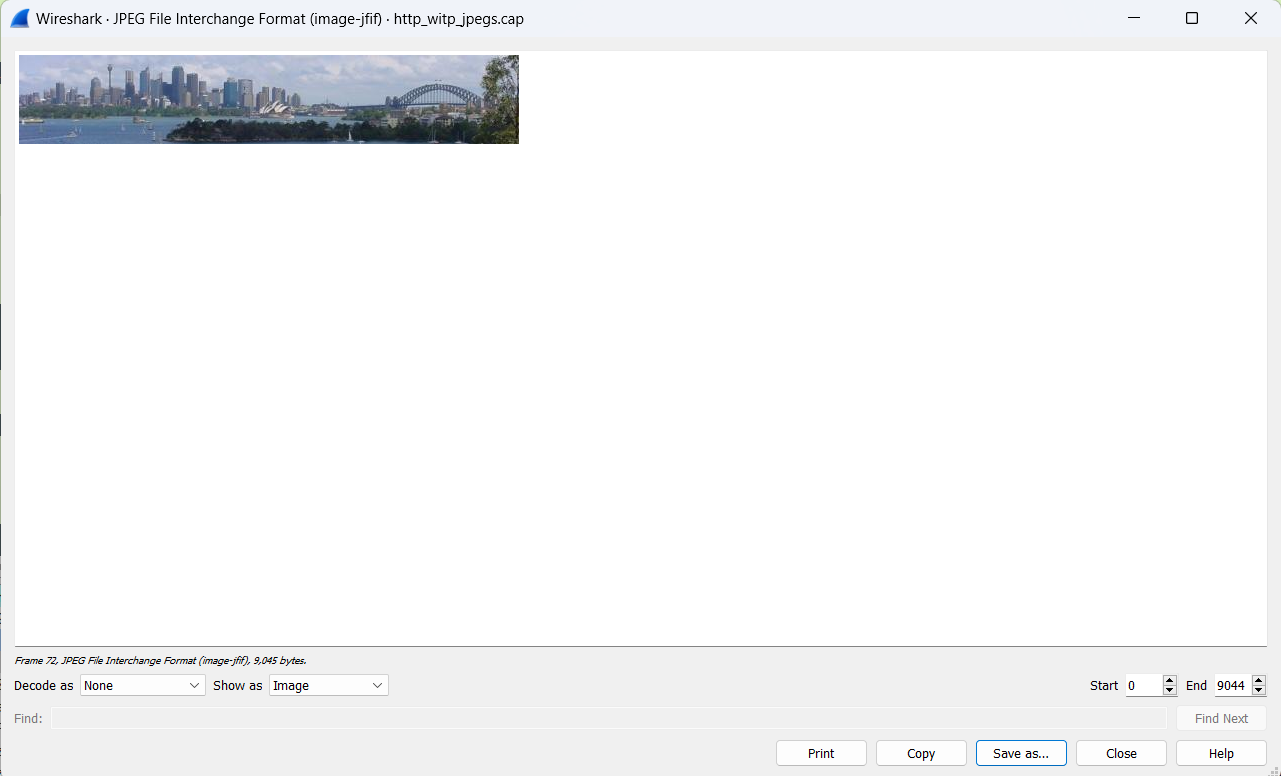 Wireshark · JPEG File Interchange Format (image-jfif) · http_witp_jpegs.cap
Frame 72, JPEG File Interchange Format (image-jfif), 9,045 bytes.
Decode as None Show as Image Start 0 End 9044
Find: Find Next
Print Copy Save as... Close Help